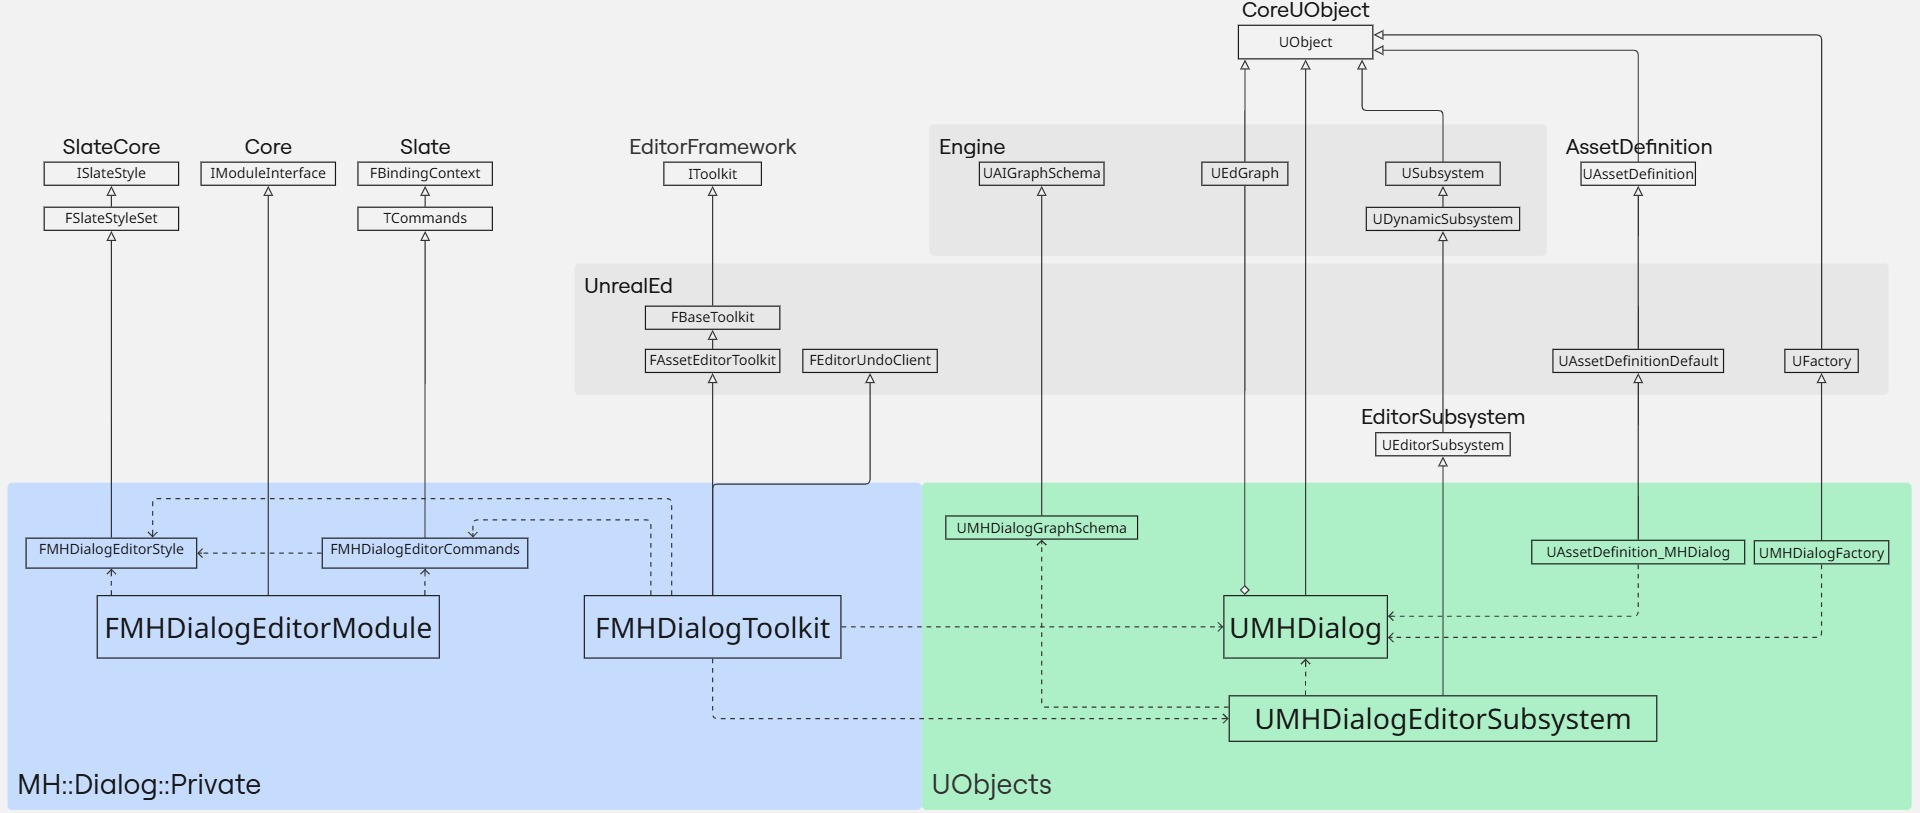 CoreUObject
UObject
SlateCore
Core
Slate
EditorFramework
Engine
AssetDefinition
ISlateStyle
IModuleInterface
FBindingContext
IToolkit
UAIGraphSchema
UEdGraph
USubsystem
UAssetDefinition
FSlateStyleSet
TCommands
UDynamicSubsystem
UnrealEd
FBaseToolkit
FAssetEditorToolkit
FEditorUndoClient
UAssetDefinitionDefault
UFactory
EditorSubsystem
UEditorSubsystem
UMHDialogGraphSchema
FMHDialogEditorStyle
FMHDialogEditorCommands
UAssetDefinition_MHDialog
UMHDialogFactory
FMHDialogEditorModule
FMHDialogToolkit
UMHDialog
UMHDialogEditorSubsystem
MH::Dialog::Private
UObjects